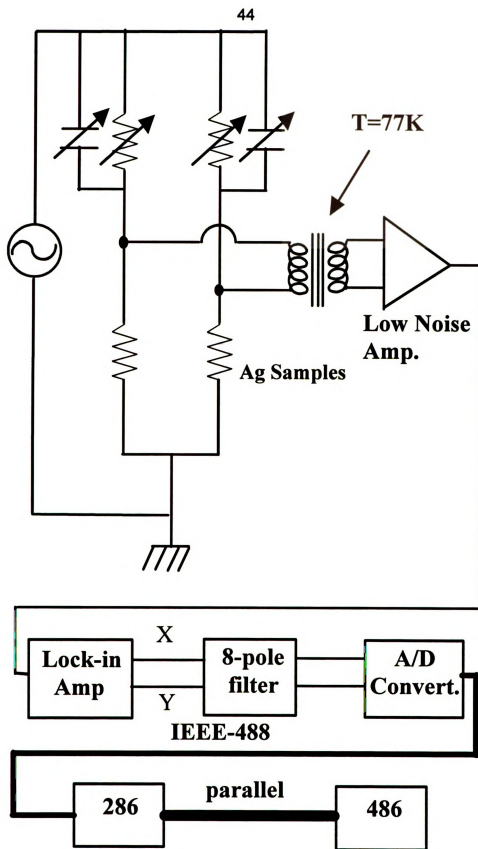 44
T=77K
Low Noise
Amp.
Ag Samples
X
Lock-in
Amp
Y
8-pole
filter
A/D
Convert.
IEEE-488
286
parallel
486